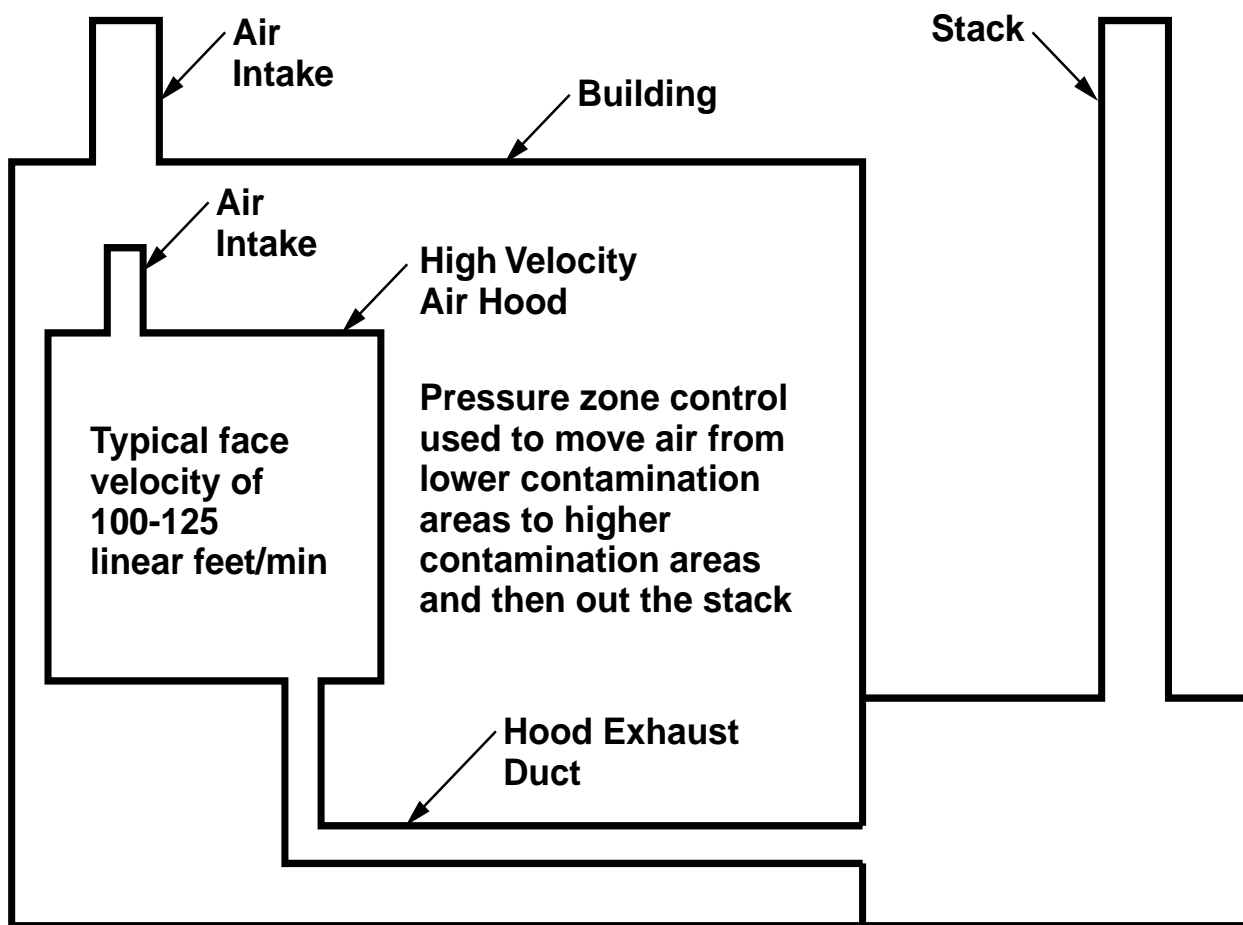 Air
Intake
Stack
Building
Air
Intake
High Velocity
Air Hood
Typical face
velocity of
100-125
linear feet/min
Pressure zone control
used to move air from
lower contamination
areas to higher
contamination areas
and then out the stack
Hood Exhaust
Duct